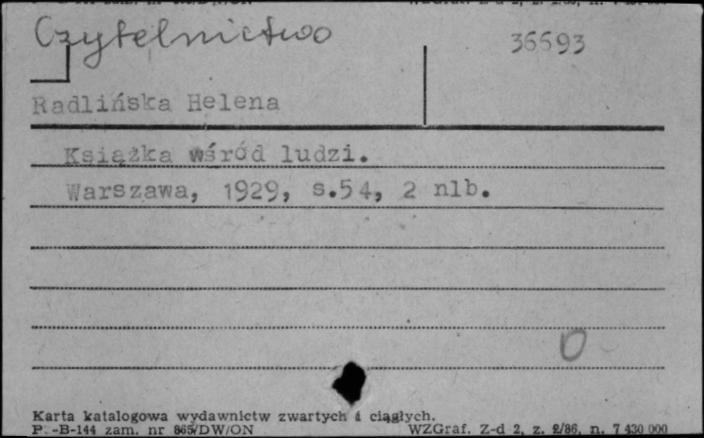 Czytelnictwo
36693
Radlińska Helena
Książka wśród ludzi.
Warszawa, 1929, s.54, 2 nlb.
O
Karta katalogowa wydawnictw zwartych i ciągłych.
P.-B-144 zam. nr 865/DW/ON WZGraf. Z-d 2, z. 2/86, n. 7 430 000